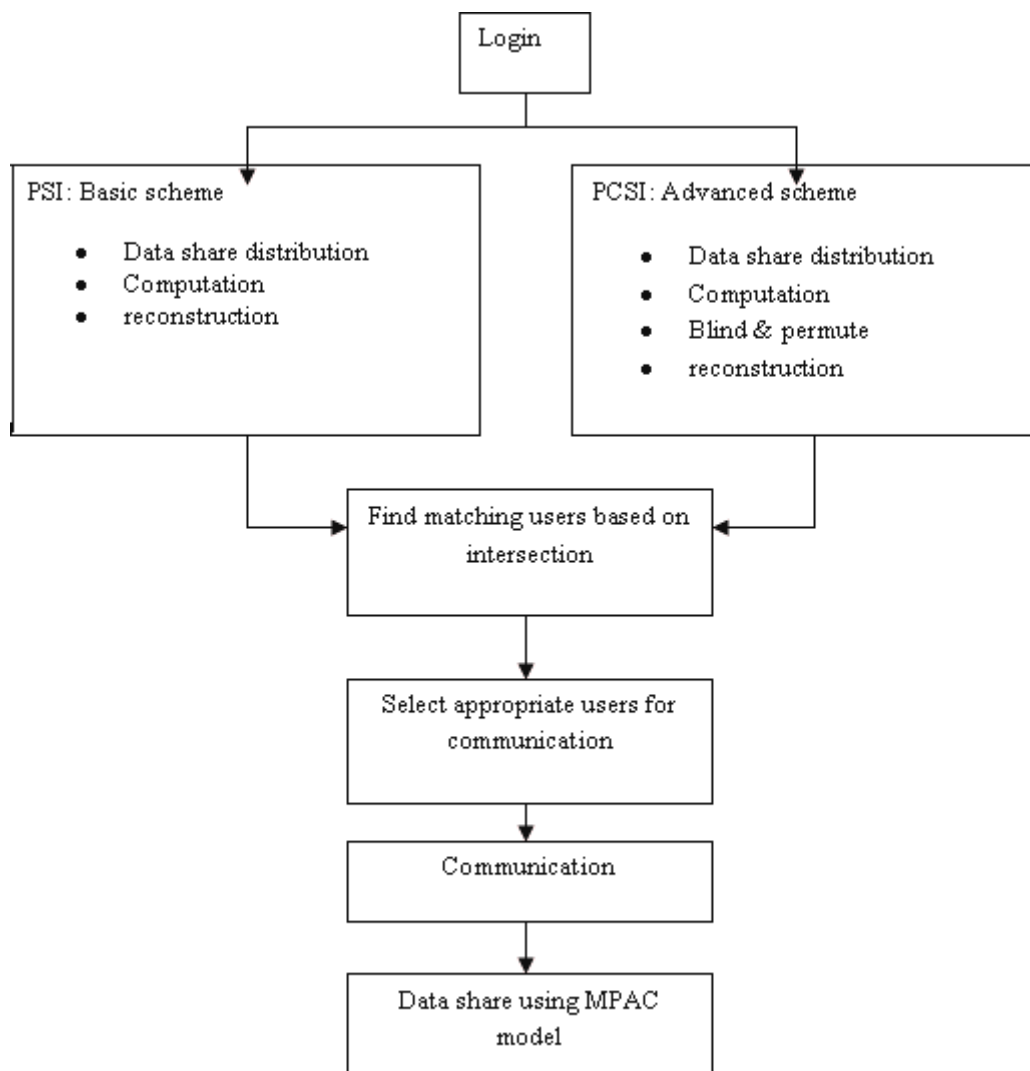 Login
PSI: Basic scheme
● Data share distribution
● Computation
● reconstruction
PCSI: Advanced scheme
● Data share distribution
● Computation
● Blind & permute
● reconstruction
Find matching users based on
intersection
Select appropriate users for
communication
Communication
Data share using MPAC
model